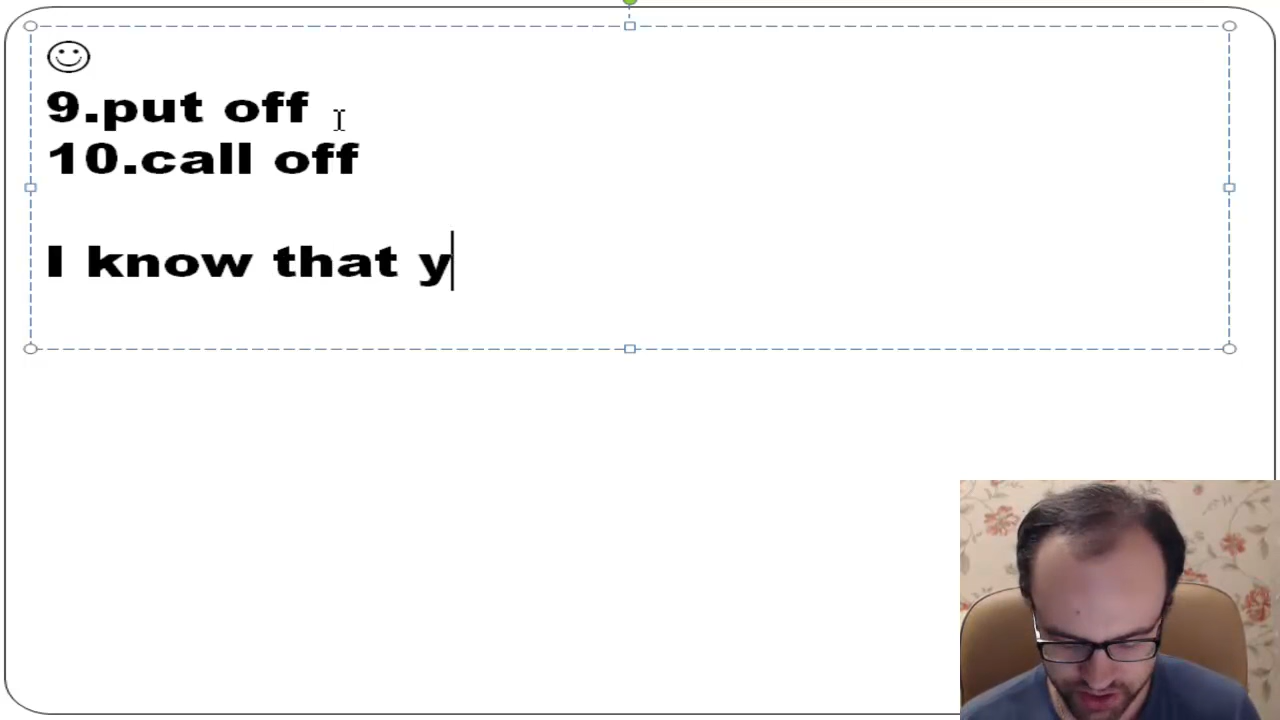 ☺
9.put off
10.call off
I know that y